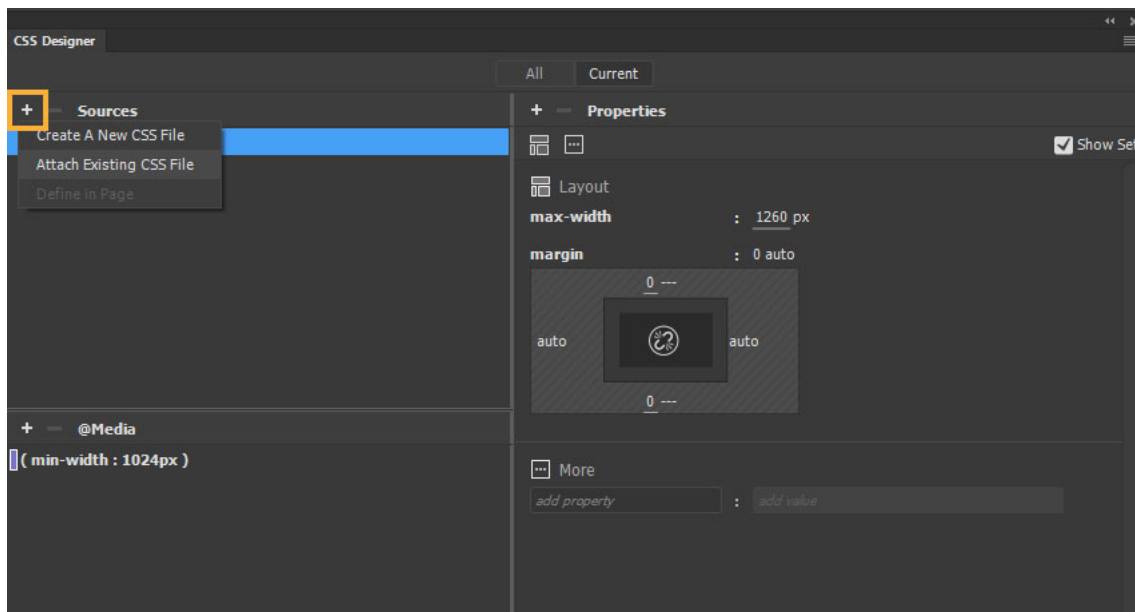 CSS Designer
All Current
+ — Sources
Create A New CSS File
Attach Existing CSS File
Define in Page
+ — @Media
( min-width : 1024px )
+ — Properties
Show Set
Layout
max-width : 1260 px
margin : 0 auto
0 ---
auto auto
0 ---
More
add property : add value